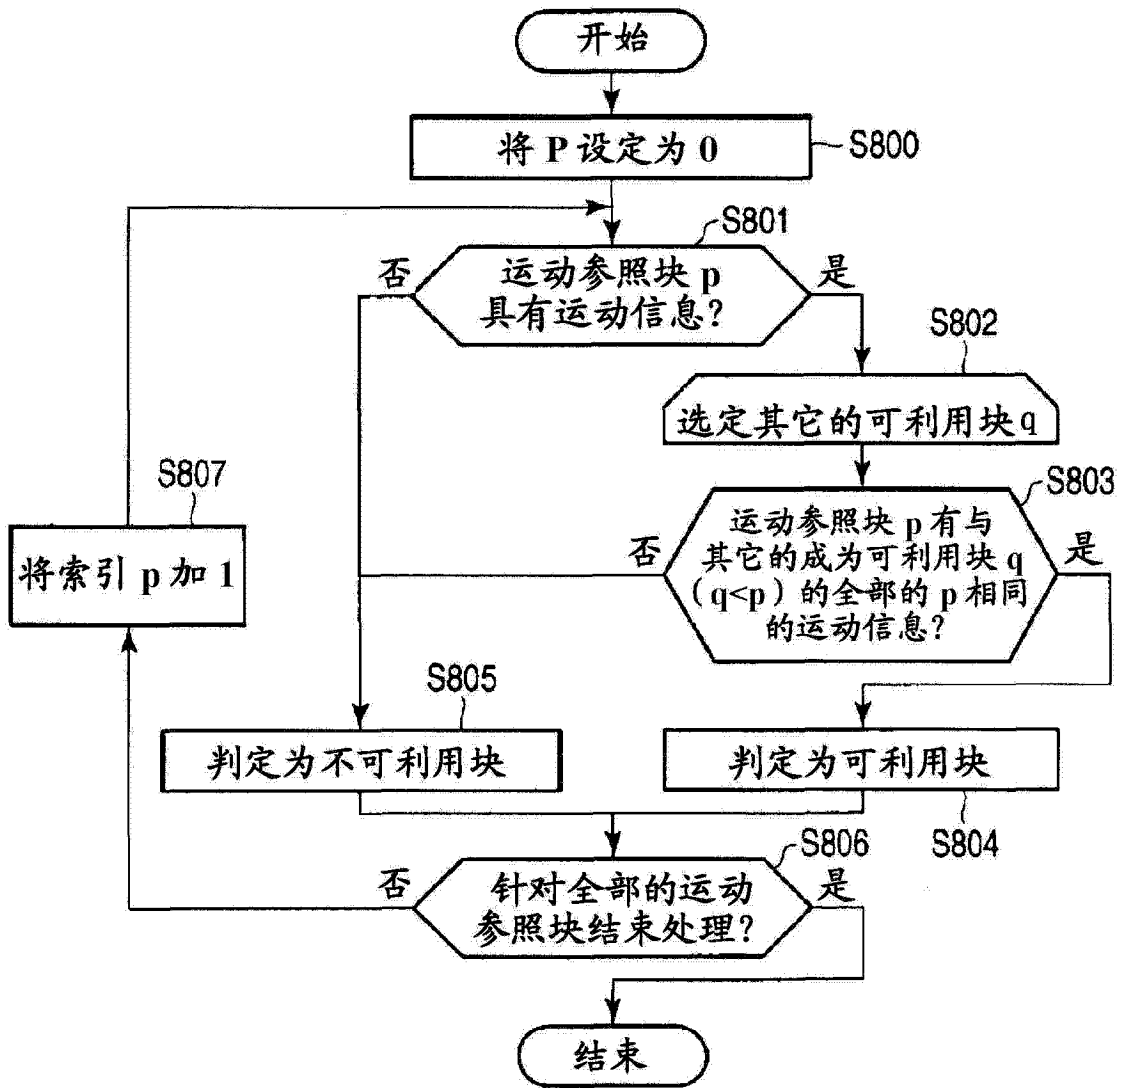 开始
将 P 设定为 0
S800
S801
否
运动参照块 p
具有运动信息?
是
S802
选定其它的可利用块 q
S807
将索引 p 加 1
S803
否
运动参照块 p 有与
其它的成为可利用块 q
(q<p)的全部的 p 相同
的运动信息?
是
S805
判定为不可利用块
判定为可利用块
S804
S806
否
针对全部的运动
参照块结束处理?
是
结束